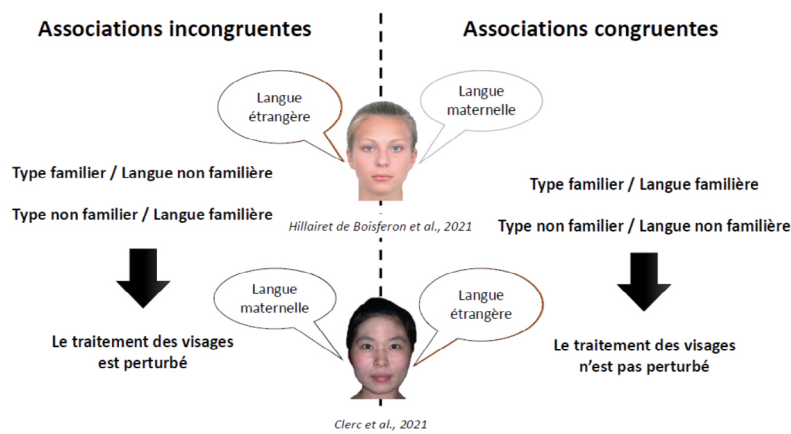 Associations incongruentes
Associations congruentes
Langue
étrangère
Langue
maternelle
Type familier / Langue non familière
Type non familier / Langue familière
Type familier / Langue familière
Type non familier / Langue non familière
Hillairet de Boisferon et al., 2021
Langue
maternelle
Langue
étrangère
Le traitement des visages
est perturbé
Le traitement des visages
n'est pas perturbé
Clerc et al., 2021